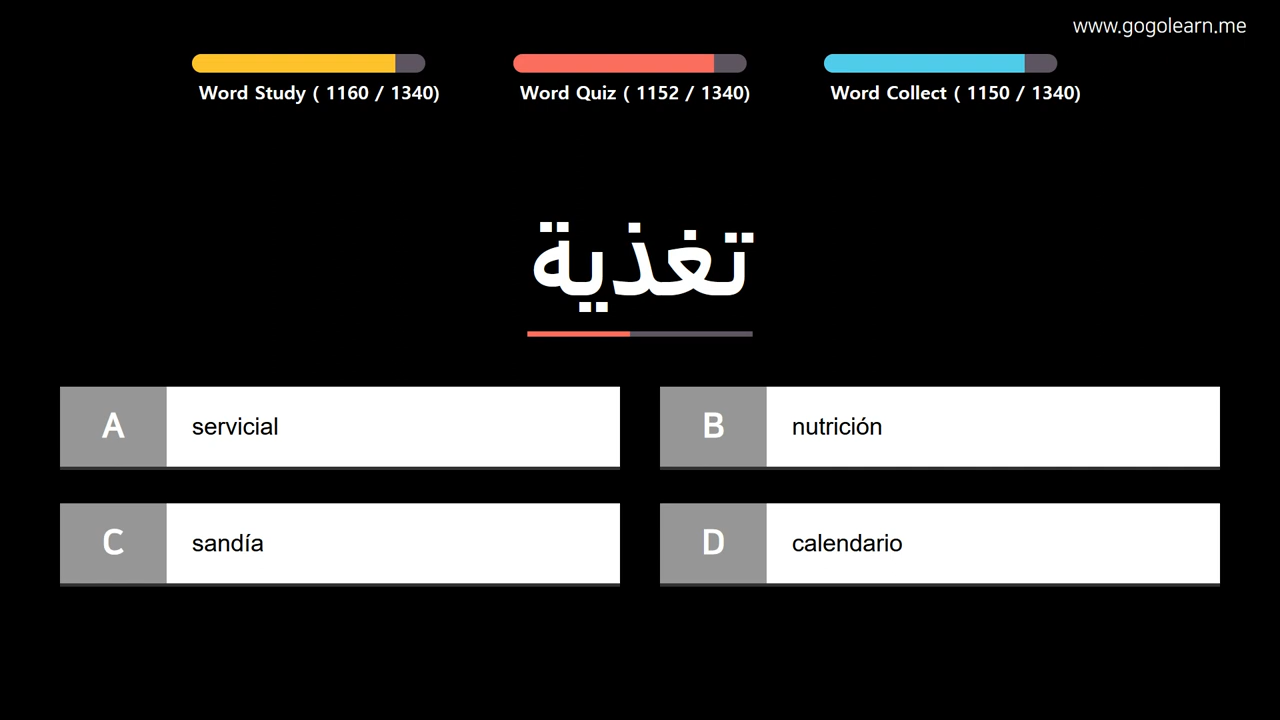 www.gogolearn.me
Word Study ( 1160 / 1340)
Word Quiz ( 1152 / 1340)
Word Collect ( 1150 / 1340)
تغذية
A servicial
B nutrición
C sandía
D calendario